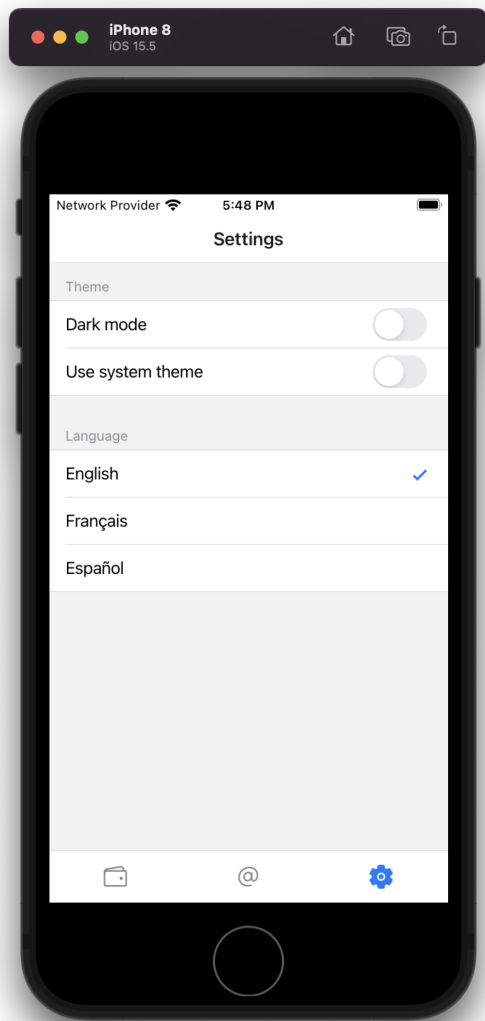 iPhone 8
iOS 15.5
Network Provider 5:48 PM
Settings
Theme
Dark mode
Use system theme
Language
English
Français
Español
@